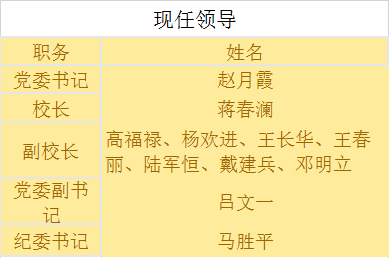 现任领导
职务 姓名
党委书记 赵月霞
校长 蒋春澜
副校长 高福禄、杨欢进、王长华、王春
丽、陆军恒、戴建兵、邓明立
党委副书
记 吕文一
纪委书记 马胜平